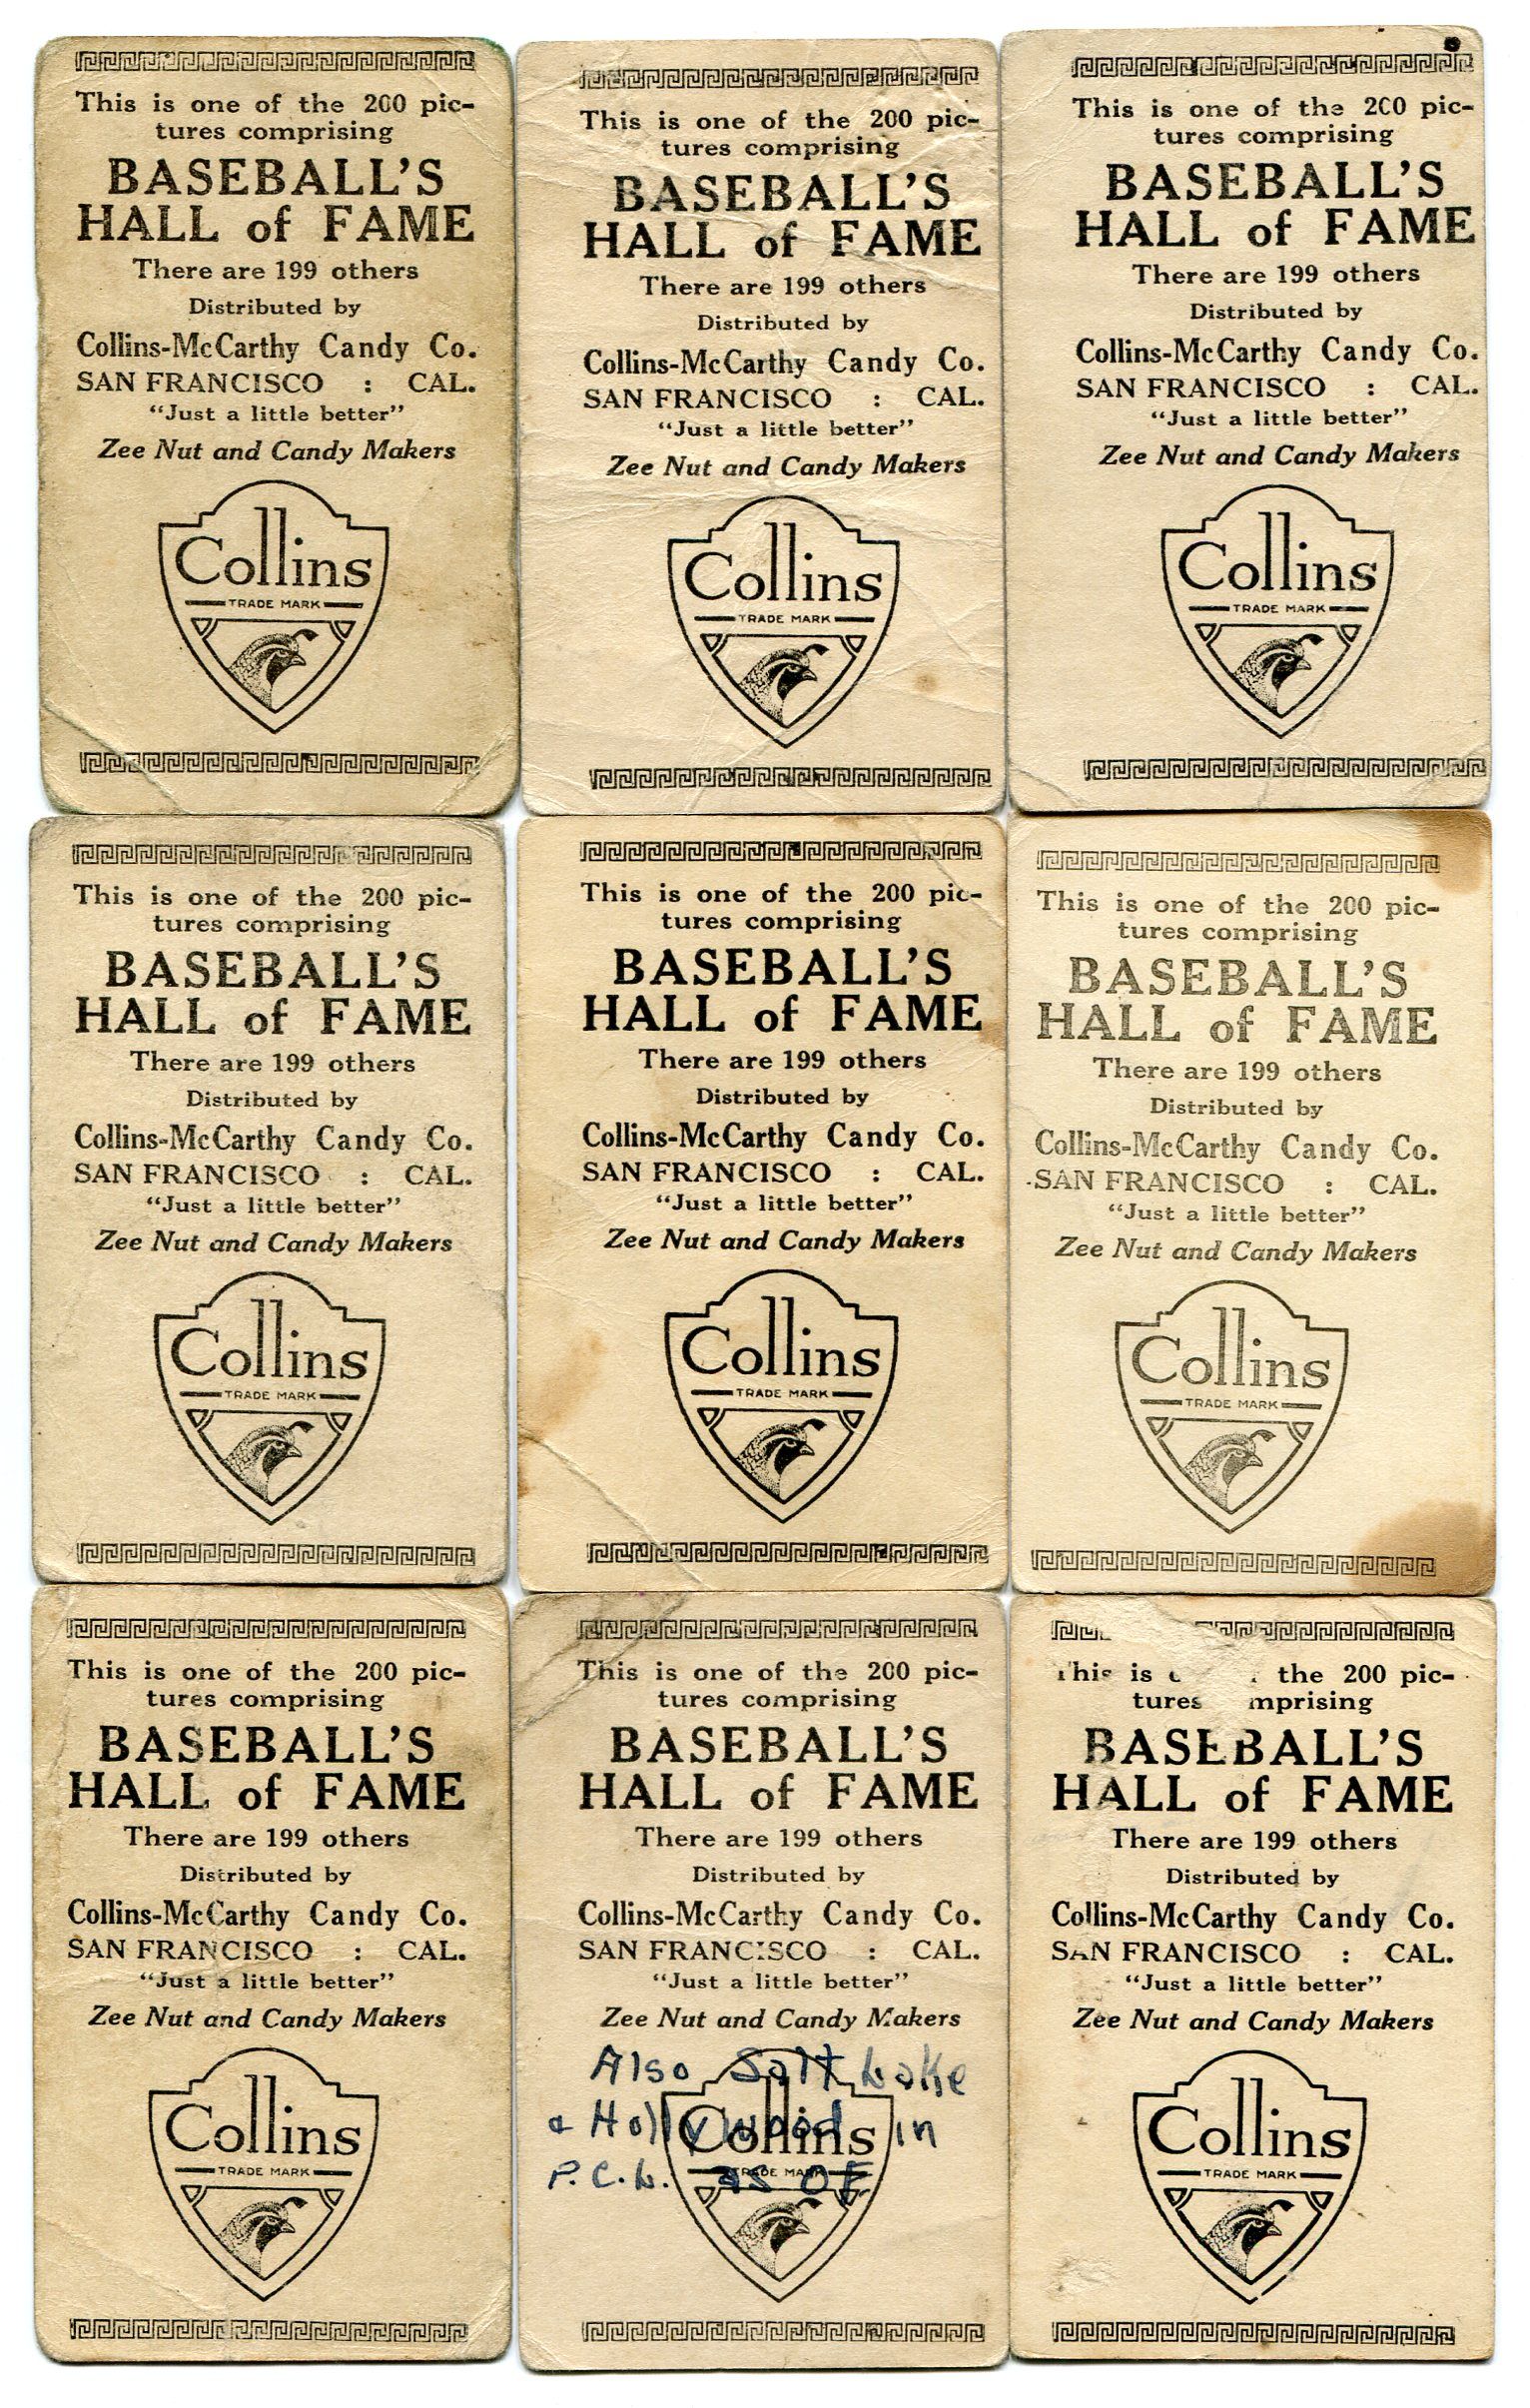 This is one of the 200 pic-
tures comprising
BASEBALL'S
HALL of FAME
There are 199 others
Distributed by
Collins-McCarthy Candy Co.
SAN FRANCISCO : CAL.
“Just a little better”
Zee Nut and Candy Makers
Collins
TRADE MARK
This is one of the 200 pic-
tures comprising
BASEBALL'S
HALL of FAME
There are 199 others
Distributed by
Collins-McCarthy Candy Co.
SAN FRANCISCO : CAL.
“Just a little better”
Zee Nut and Candy Makers
Collins
TRADE MARK
This is one of the 200 pic-
tures comprising
BASEBALL'S
HALL of FAME
There are 199 others
Distributed by
Collins-McCarthy Candy Co.
SAN FRANCISCO : CAL.
“Just a little better”
Zee Nut and Candy Makers
Collins
TRADE MARK
This is one of the 200 pic-
tures comprising
BASEBALL'S
HALL of FAME
There are 199 others
Distributed by
Collins-McCarthy Candy Co.
SAN FRANCISCO : CAL.
“Just a little better”
Zee Nut and Candy Makers
Collins
TRADE MARK
This is one of the 200 pic-
tures comprising
BASEBALL'S
HALL of FAME
There are 199 others
Distributed by
Collins-McCarthy Candy Co.
SAN FRANCISCO : CAL.
“Just a little better”
Zee Nut and Candy Makers
Collins
TRADE MARK
This is one of the 200 pic-
tures comprising
BASEBALL'S
HALL of FAME
There are 199 others
Distributed by
Collins-McCarthy Candy Co.
SAN FRANCISCO : CAL.
“Just a little better”
Zee Nut and Candy Makers
Collins
TRADE MARK
This is one of the 200 pic-
tures comprising
BASEBALL'S
HALL of FAME
There are 199 others
Distributed by
Collins-McCarthy Candy Co.
SAN FRANCISCO : CAL.
“Just a little better”
Zee Nut and Candy Makers
Collins
TRADE MARK
This is one of the 200 pic-
tures comprising
BASEBALL'S
HALL of FAME
There are 199 others
Distributed by
Collins-McCarthy Candy Co.
SAN FRANCISCO : CAL.
“Just a little better”
Zee Nut and Candy Makers
Also Salt Lake
& Hollywood in
Collins
P.C.L. as OF
TRADE MARK
This is the 200 pic-
tures mprising
BASEBALL'S
HALL of FAME
There are 199 others
Distributed by
Collins-McCarthy Candy Co.
SAN FRANCISCO : CAL.
“Just a little better”
Zee Nut and Candy Makers
Collins
TRADE MARK